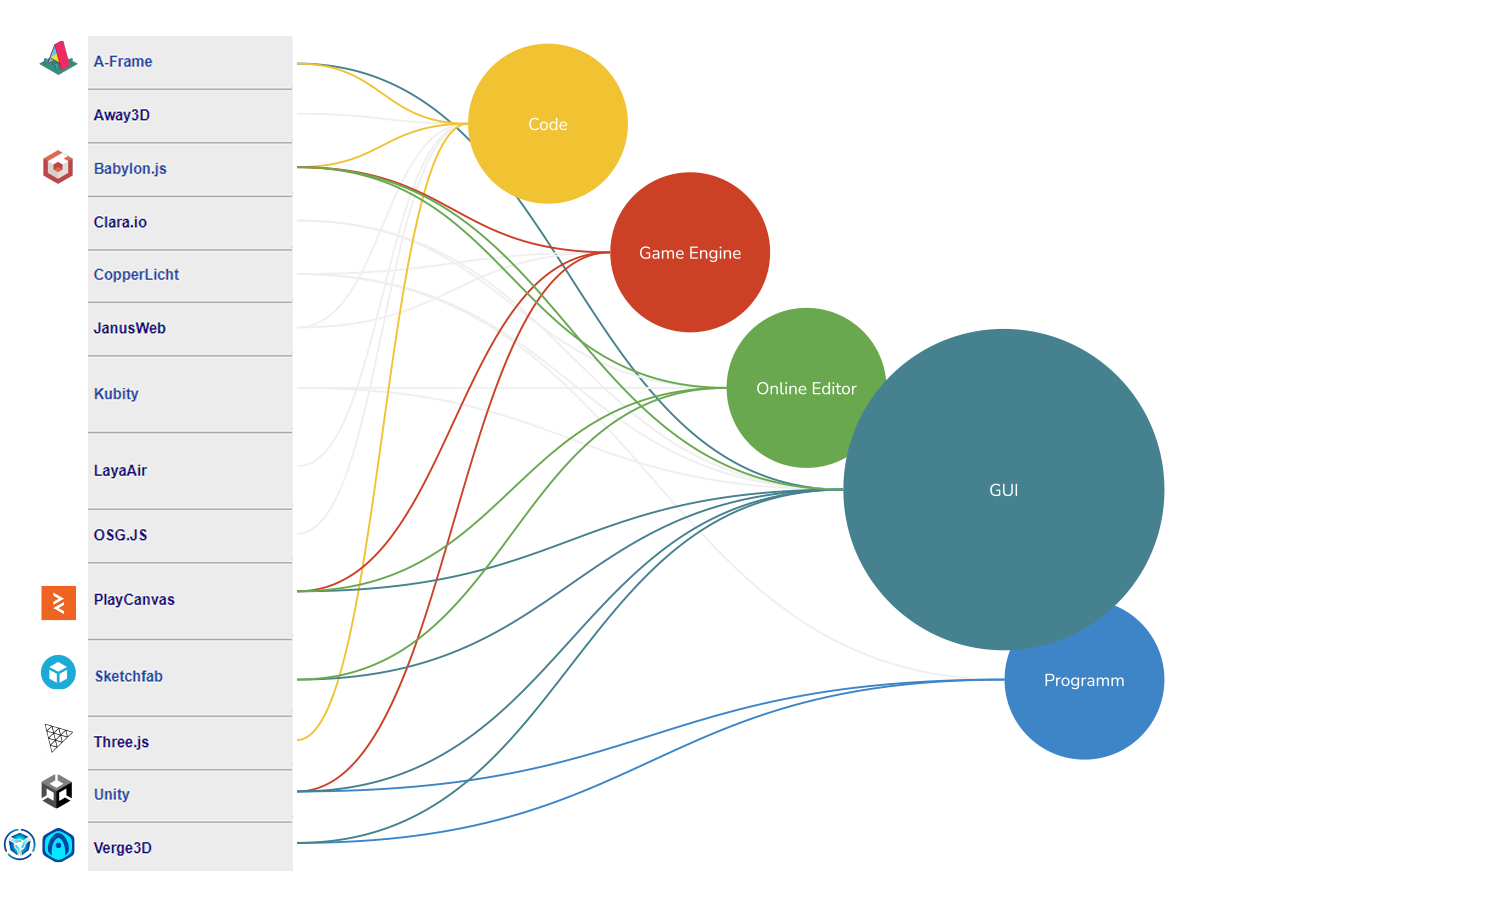 A-Frame
Away3D
Babylon.js
Clara.io
CopperLicht
JanusWeb
Kubity
LayaAir
OSG.JS
PlayCanvas
Sketchfab
Three.js
Unity
Verge3D
Code
Game Engine
Online Editor
GUI
Programm